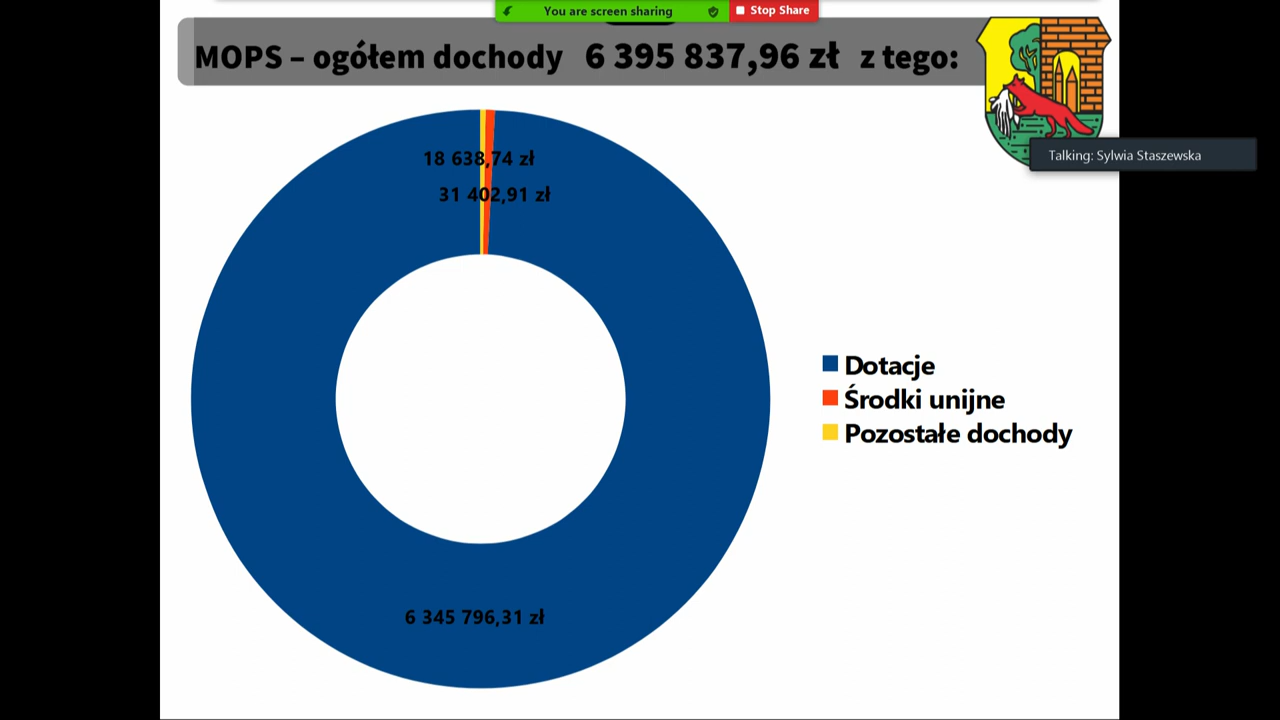 You are screen sharing
Stop Share
MOPS – ogółem dochody 6 395 837,96 zł z tego:
Talking: Sylwia Staszewska
18 638,74 zł
31 402,91 zł
Dotacje
Środki unijne
Pozostałe dochody
6 345 796,31 zł